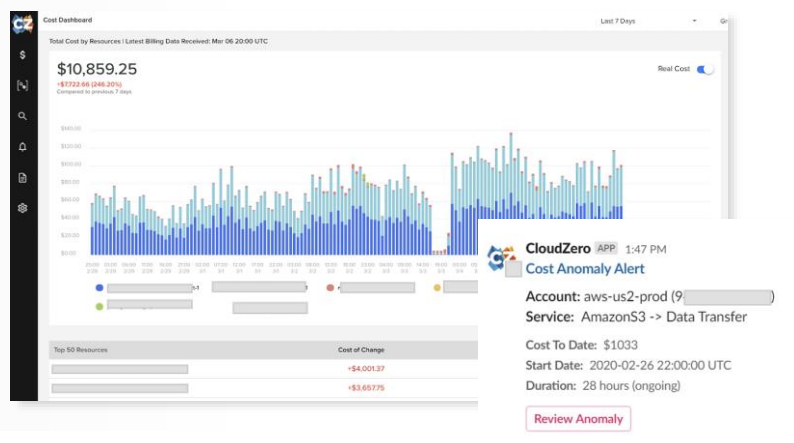 CZ
Cost Dashboard
Last 7 Days
Total Cost by Resources | Latest Billing Data Received: Mar 06 20:00 UTC
$10,859.25
+$7722.66 (246.20%)
Compared to previous 7 days
Real Cost
$140.00
$120.00
$100.00
$80.00
$60.00
$40.00
$20.00
$0.00
Top 50 Resources
Cost of Change
+$4,001.37
+$3,657.75
CloudZero APP 1:47 PM
Cost Anomaly Alert
Account: aws-us2-prod (9 )
Service: AmazonS3 -> Data Transfer
Cost To Date: $1033
Start Date: 2020-02-26 22:00:00 UTC
Duration: 28 hours (ongoing)
Review Anomaly